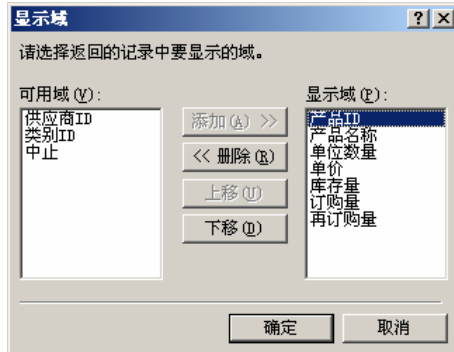 显示域
请选择返回的记录中要显示的域。
可用域(V):
供应商ID
类别ID
中止
添加(A) >>
<< 删除(R)
上移(U)
下移(D)
显示域(P):
产品ID
产品名称
单位数量
单价
库存量
订购量
再订购量
确定
取消